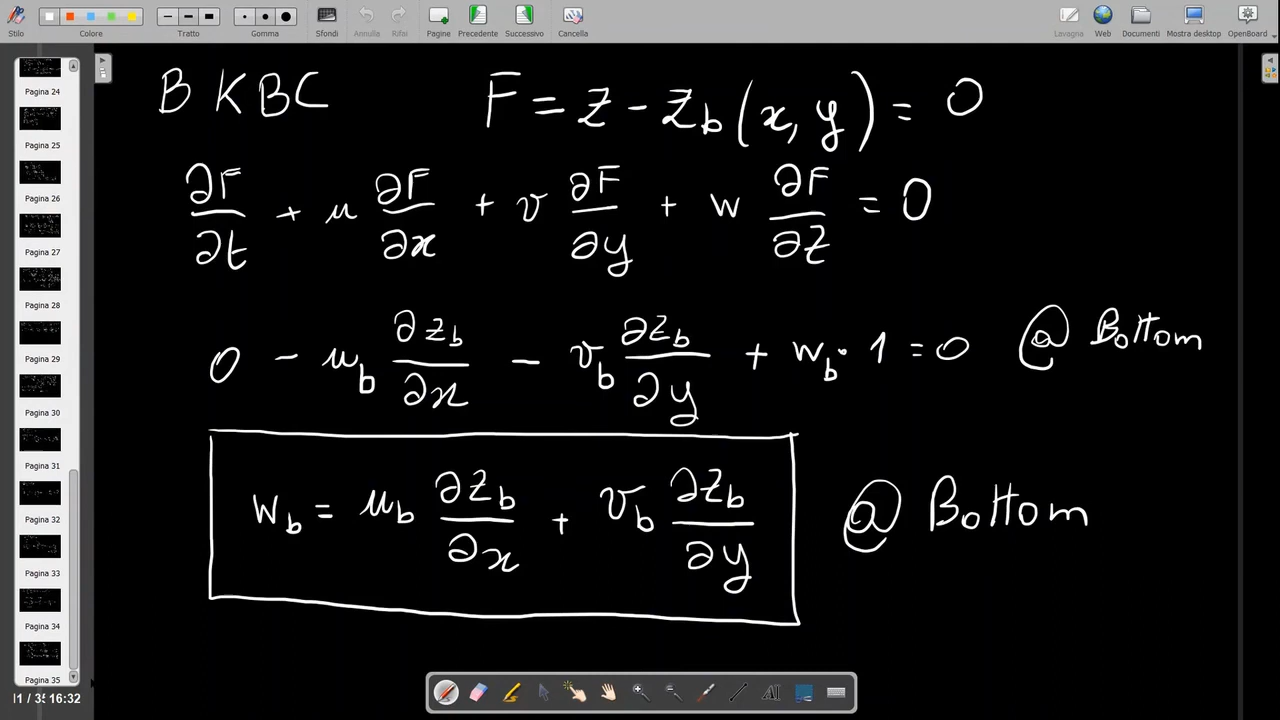 Stilo Colore Tratto Gomma Sfondi Annulla Rifai Pagine Precedente Successivo Cancella Lavagna Web Documenti Mostra desktop OpenBoard
Pagina 24
Pagina 25
Pagina 26
Pagina 27
Pagina 28
Pagina 29
Pagina 30
Pagina 31
Pagina 32
Pagina 33
Pagina 34
Pagina 35
16:32
BKBC F = z - z_b(x, y) = 0
∂F/∂t + u ∂F/∂x + v ∂F/∂y + w ∂F/∂z = 0
0 - u_b ∂z_b/∂x - v_b ∂z_b/∂y + w_b · 1 = 0 @ Bottom
w_b = u_b ∂z_b/∂x + v_b ∂z_b/∂y @ Bottom